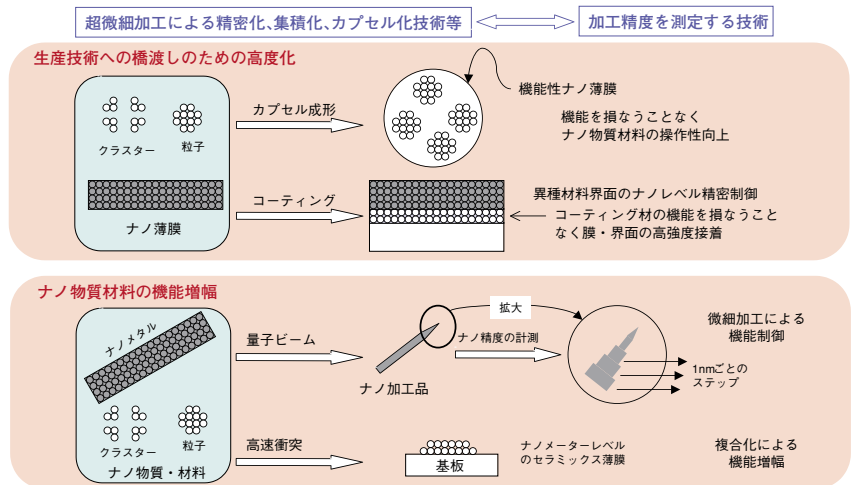 超微細加工による精密化、集積化、カプセル化技術等
加工精度を測定する技術
生産技術への橋渡しのための高度化
クラスター
粒子
ナノ薄膜
カプセル成形
コーティング
機能性ナノ薄膜
機能を損なうことなく
ナノ物質材料の操作性向上
異種材料界面のナノレベル精密制御
コーティング材の機能を損なうこと
なく膜・界面の高強度接着
ナノ物質材料の機能増幅
ナノメタル
クラスター
粒子
ナノ物質・材料
量子ビーム
高速衝突
ナノ加工品
拡大
ナノ精度の計測
微細加工による
機能制御
1nmごとの
ステップ
基板
ナノメーターレベル
のセラミックス薄膜
複合化による
機能増幅